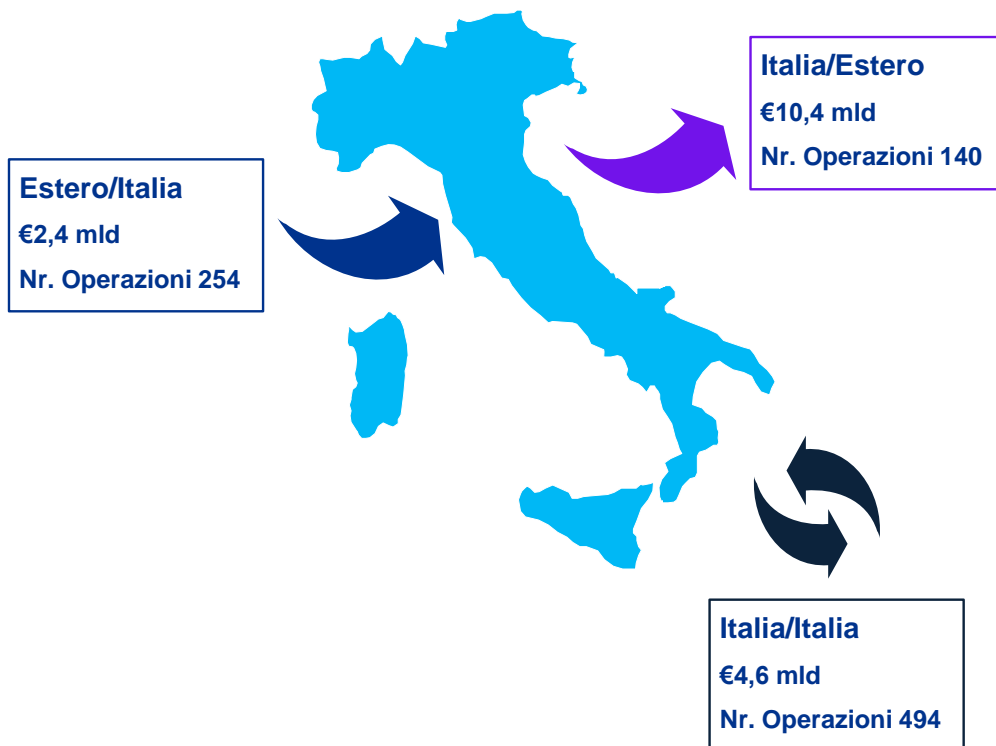 Italia/Estero
€10,4 mld
Nr. Operazioni 140
Estero/Italia
€2,4 mld
Nr. Operazioni 254
Italia/Italia
€4,6 mld
Nr. Operazioni 494